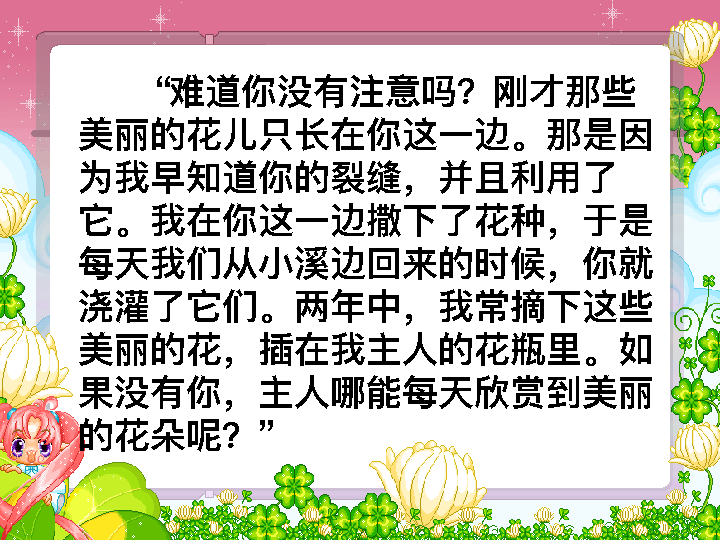 “难道你没有注意吗？刚才那些
美丽的花儿只长在你这一边。那是因
为我早知道你的裂缝，并且利用了
它。我在你这一边撒下了花种，于是
每天我们从小溪边回来的时候，你就
浇灌了它们。两年中，我常摘下这些
美丽的花，插在我主人的花瓶里。如
果没有你，主人哪能每天欣赏到美丽
的花朵呢？”